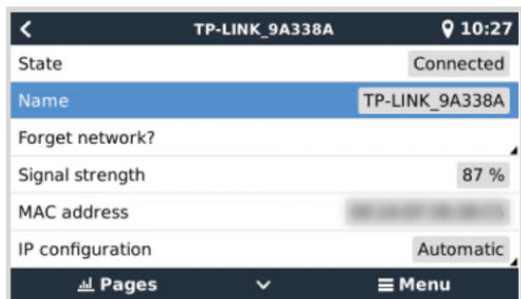 TP-LINK_9A338A 10:27
State Connected
Name TP-LINK_9A338A
Forget network?
Signal strength 87 %
MAC address
IP configuration Automatic
Pages Menu